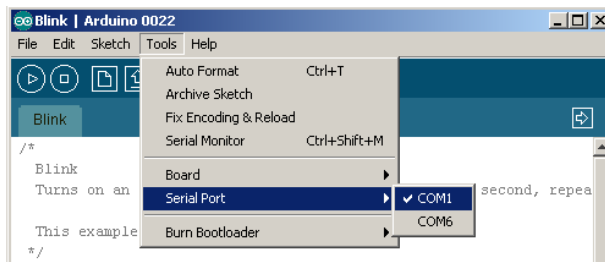 Blink | Arduino 0022
File Edit Sketch Tools Help
Auto Format Ctrl+T
Archive Sketch
Fix Encoding & Reload
Serial Monitor Ctrl+Shift+M
Board
Serial Port
COM1
COM6
Burn Bootloader
Blink
/*
Blink
Turns on an second, repea
This example
*/